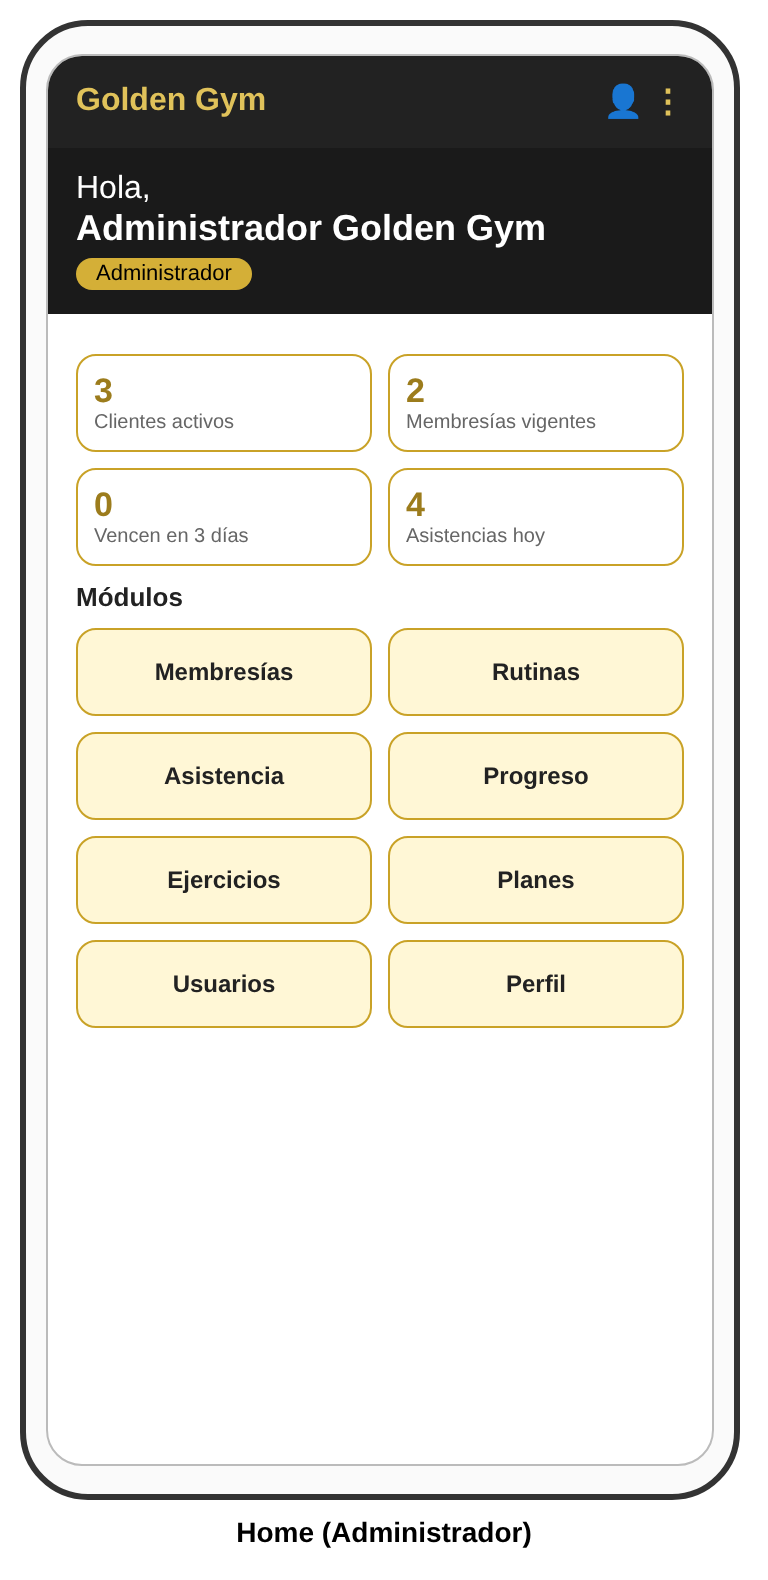 Golden Gym
Hola,
Administrador Golden Gym
Administrador
3
Clientes activos
2
Membresías vigentes
0
Vencen en 3 días
4
Asistencias hoy
Módulos
Membresías
Rutinas
Asistencia
Progreso
Ejercicios
Planes
Usuarios
Perfil
Home (Administrador)